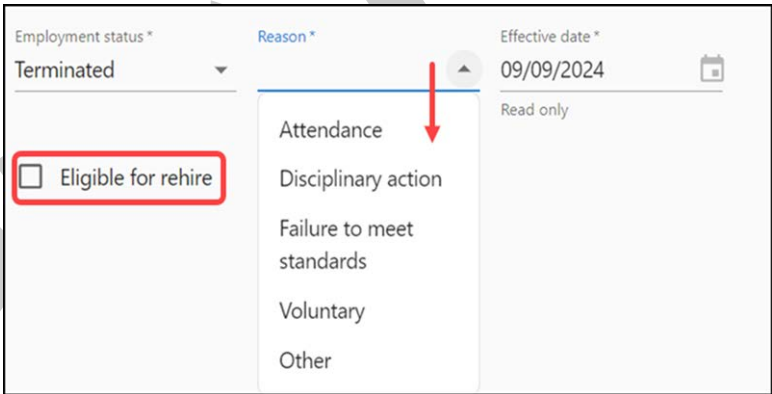 Employment status *
Reason *
Effective date *
Terminated
09/09/2024
Read only
Eligible for rehire
Attendance
Disciplinary action
Failure to meet
standards
Voluntary
Other